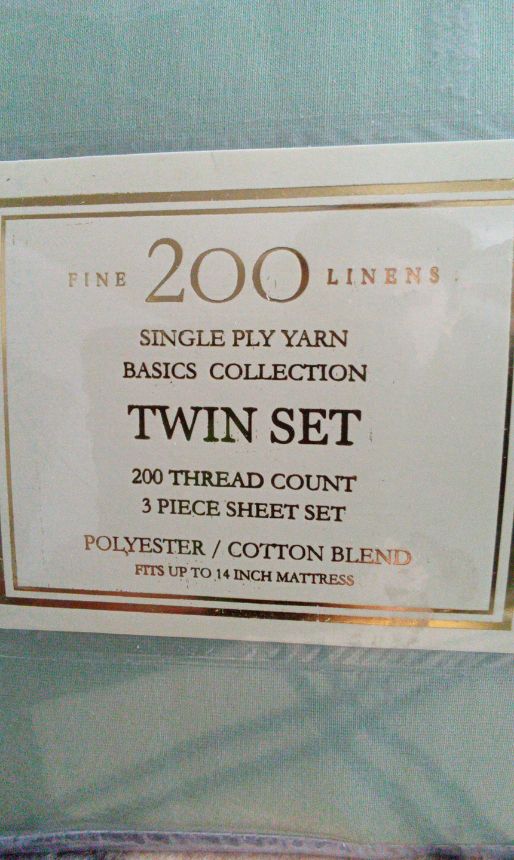 FINE 200 LINENS
SINGLE PLY YARN
BASICS COLLECTION
TWIN SET
200 THREAD COUNT
3 PIECE SHEET SET
POLYESTER / COTTON BLEND
FITS UP TO 14 INCH MATTRESS